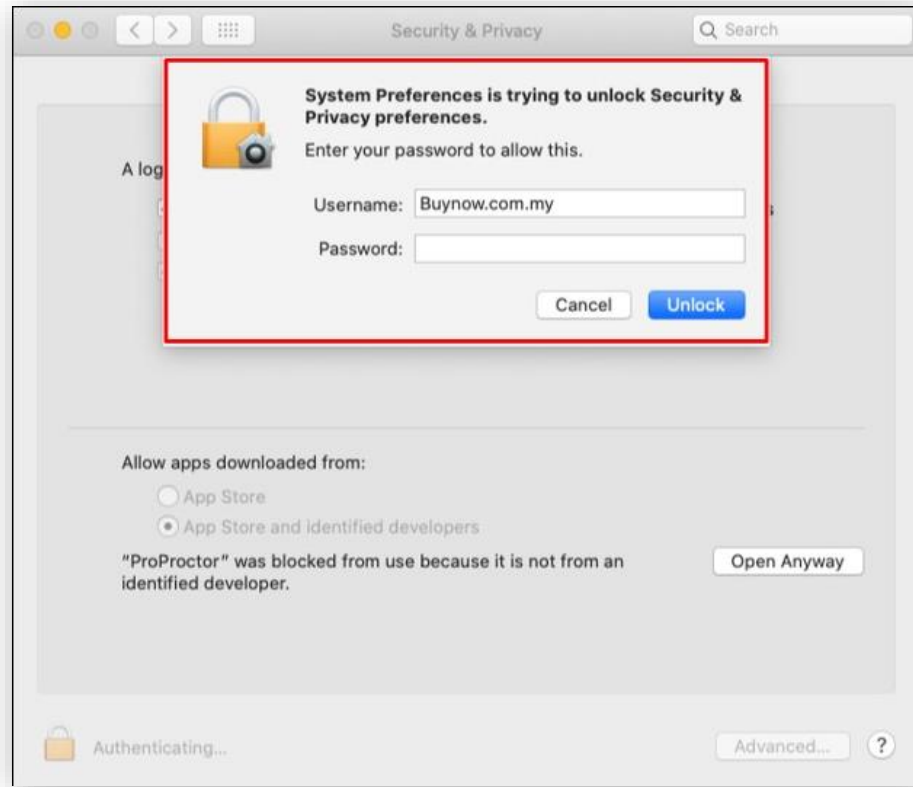 Security & Privacy
Search
System Preferences is trying to unlock Security &
Privacy preferences.
Enter your password to allow this.
Username: Buynow.com.my
Password:
Cancel
Unlock
A log
Allow apps downloaded from:
App Store
App Store and identified developers
"ProProctor" was blocked from use because it is not from an
identified developer.
Open Anyway
Authenticating...
Advanced...
?